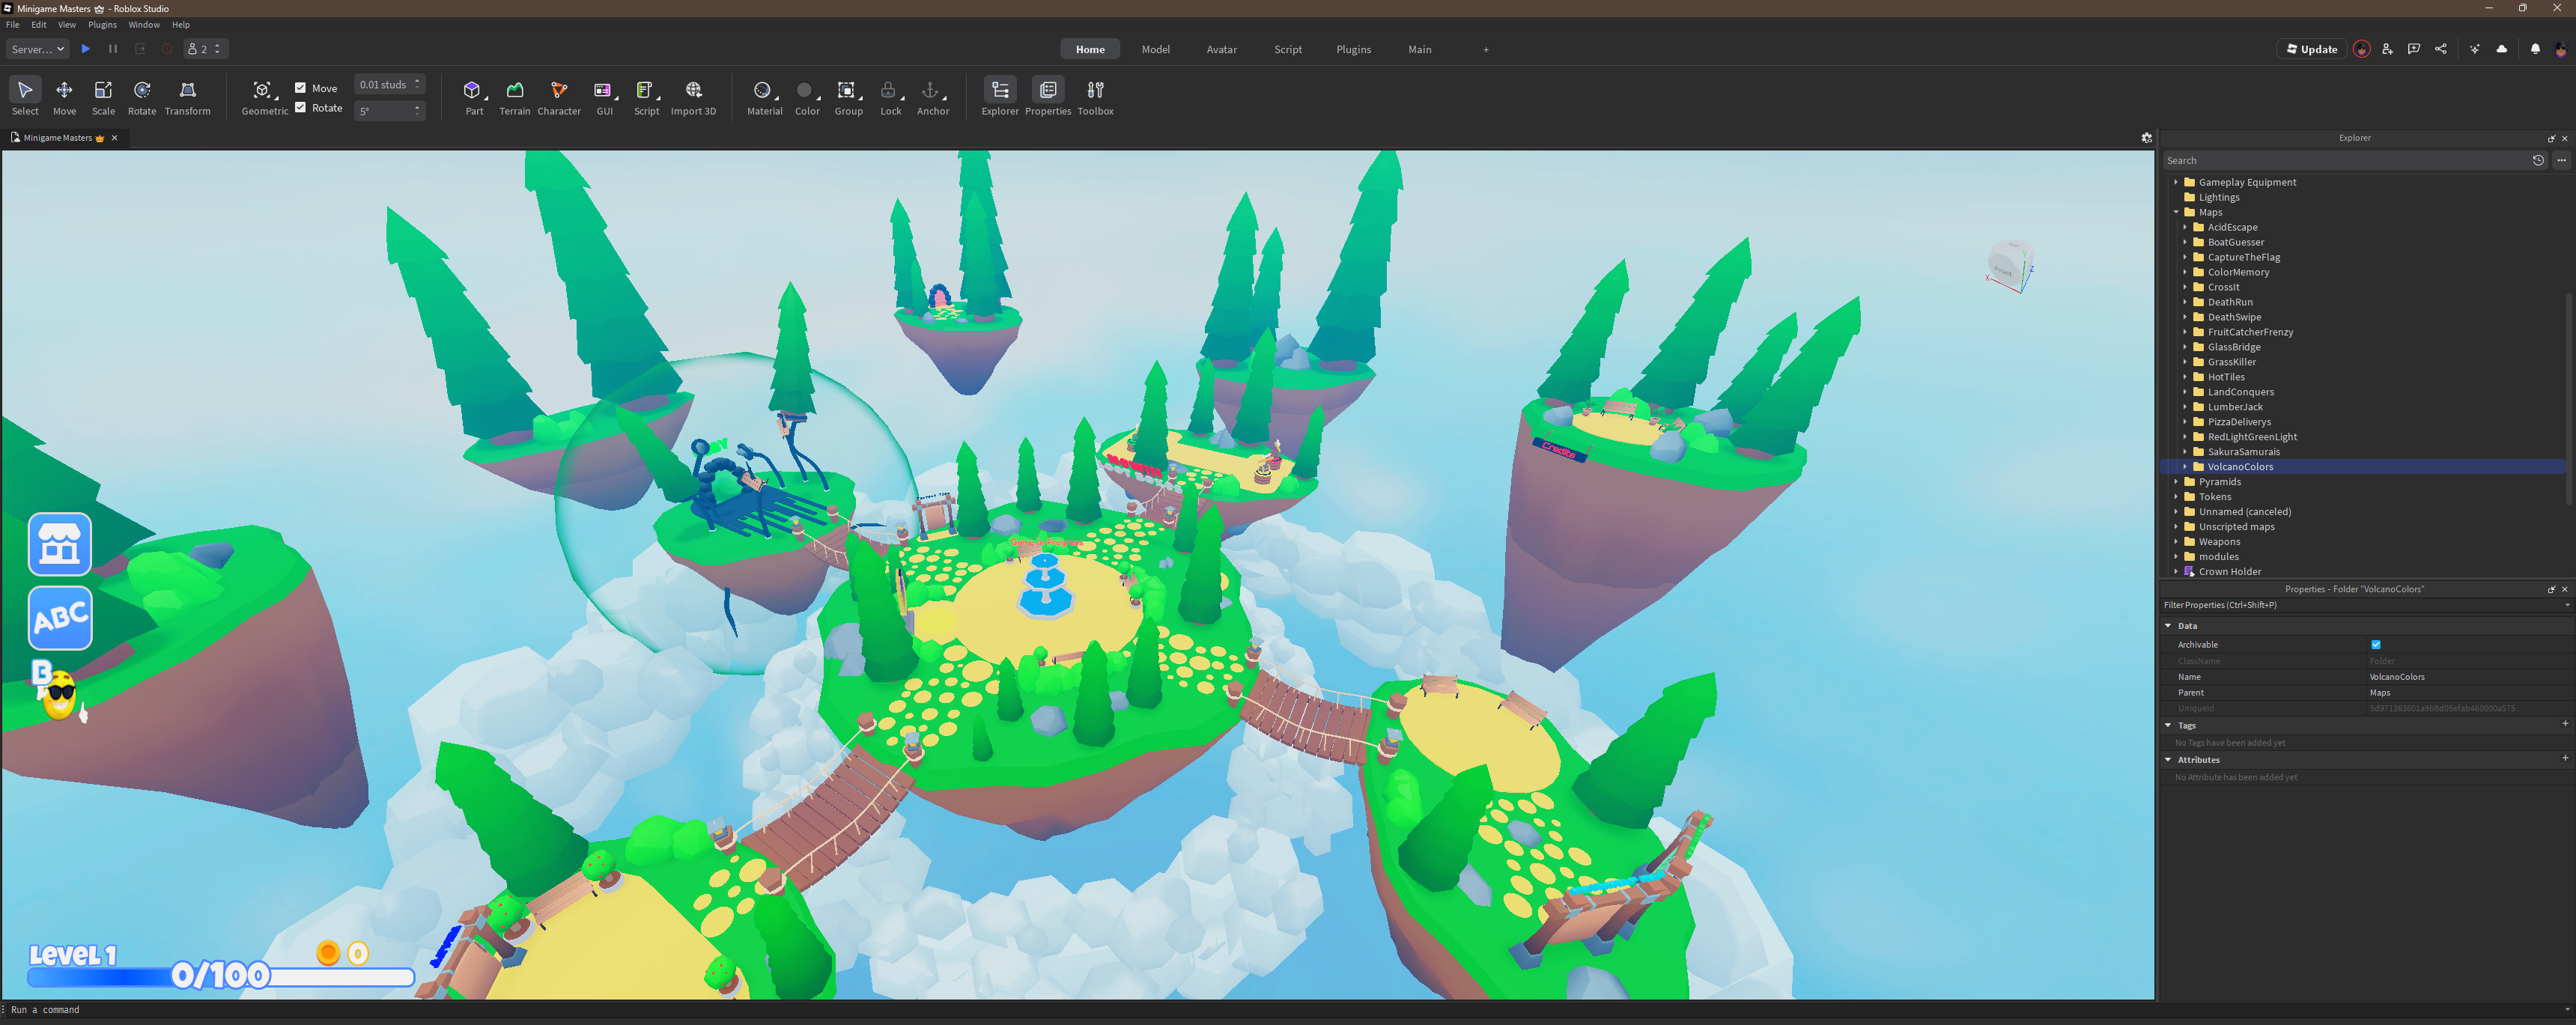 Minigame Masters - Roblox Studio
File Edit View Plugins Window Help
Server... 2 Home Model Avatar Script Plugins Main + Update
Select Move Scale Rotate Transform Geometric Move Rotate 0.01 studs 5° Part Terrain Character GUI Script Import 3D Material Color Group Lock Anchor Explorer Properties Toolbox
Minigame Masters
Explorer
Search
Gameplay Equipment
Lightings
Maps
AcidEscape
BoatGuesser
CaptureTheFlag
ColorMemory
CrossIt
DeathRun
DeathSwipe
FruitCatcherFrenzy
GlassBridge
GrassKiller
HotTiles
LandConquers
LumberJack
PizzaDeliverys
RedLightGreenLight
SakuraSamurais
VolcanoColors
Pyramids
Tokens
Unnamed (canceled)
Unscripted maps
Weapons
modules
Crown Holder
Properties - Folder "VolcanoColors"
Filter Properties (Ctrl+Shift+P)
Data
Archivable
ClassName Folder
Name VolcanoColors
Parent Maps
UniqueId
Tags
No Tags have been added yet
Attributes
No Attribute has been added yet
Front
X Y Z
Credits
Game In Progress
ABC
B
LEVEL 1
0
0/100
Run a command